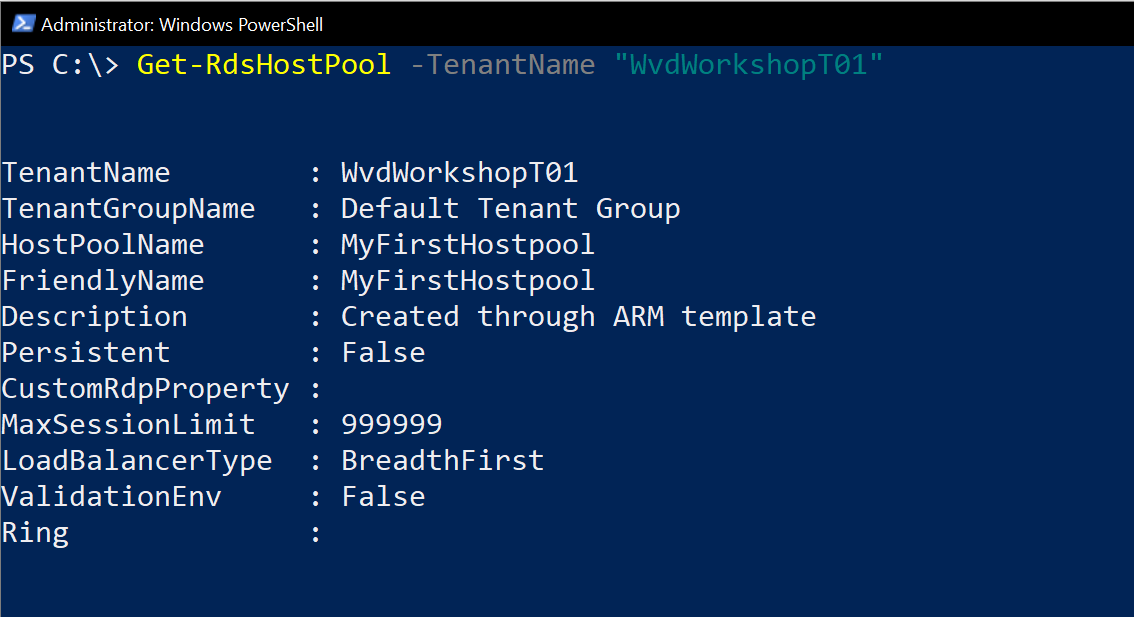 Administrator: Windows PowerShell
PS C:\> Get-RdsHostPool -TenantName "WvdWorkshopT01"
TenantName : WvdWorkshopT01
TenantGroupName : Default Tenant Group
HostPoolName : MyFirstHostpool
FriendlyName : MyFirstHostpool
Description : Created through ARM template
Persistent : False
CustomRdpProperty :
MaxSessionLimit : 999999
LoadBalancerType : BreadthFirst
ValidationEnv : False
Ring :